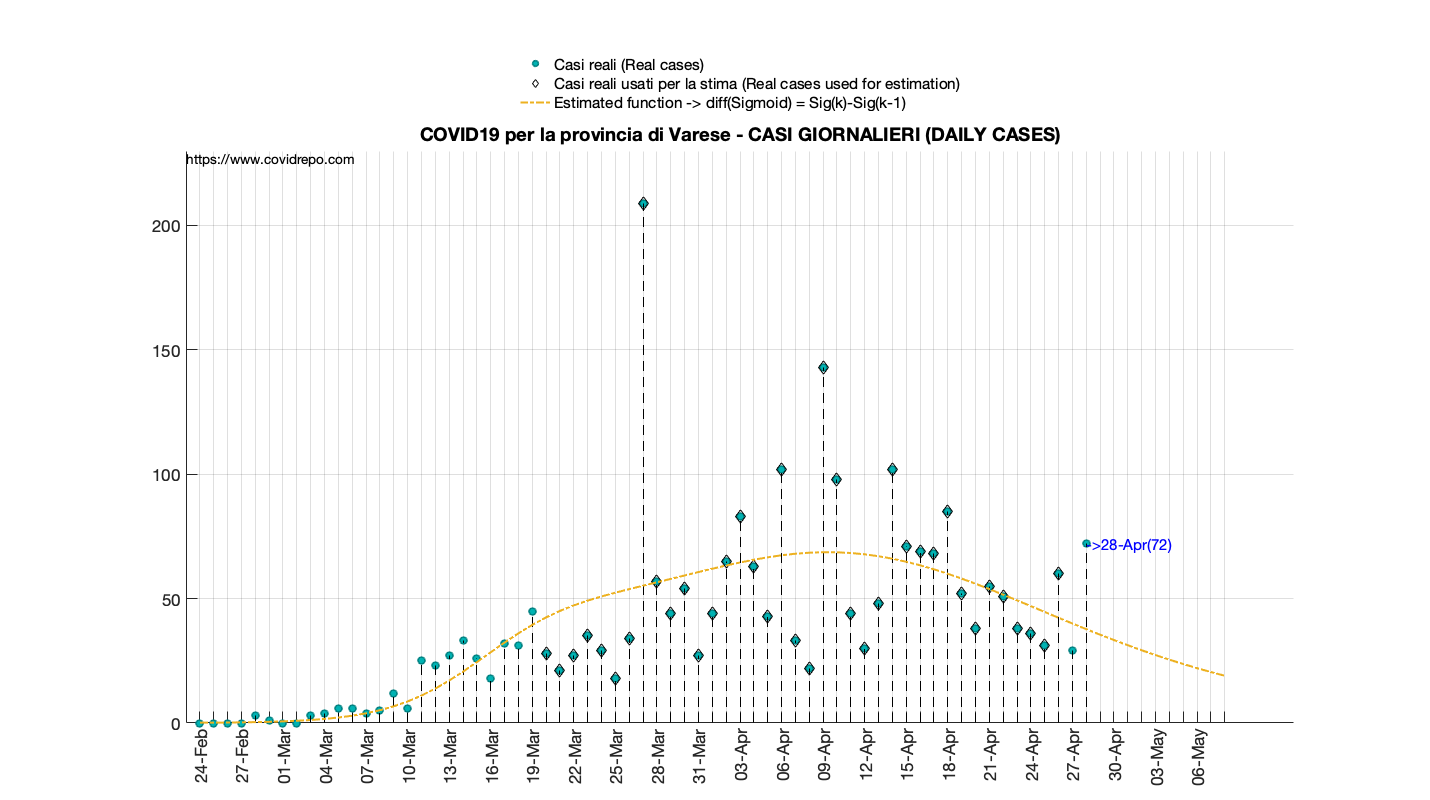 Casi reali (Real cases)
Casi reali usati per la stima (Real cases used for estimation)
Estimated function -> diff(Sigmoid) = Sig(k)-Sig(k-1)
COVID19 per la provincia di Varese - CASI GIORNALIERI (DAILY CASES)
https://www.covidrepo.com
200
150
100
50
0
>28-Apr(72)
24-Feb
27-Feb
01-Mar
04-Mar
07-Mar
10-Mar
13-Mar
16-Mar
19-Mar
22-Mar
25-Mar
28-Mar
31-Mar
03-Apr
06-Apr
09-Apr
12-Apr
15-Apr
18-Apr
21-Apr
24-Apr
27-Apr
30-Apr
03-May
06-May